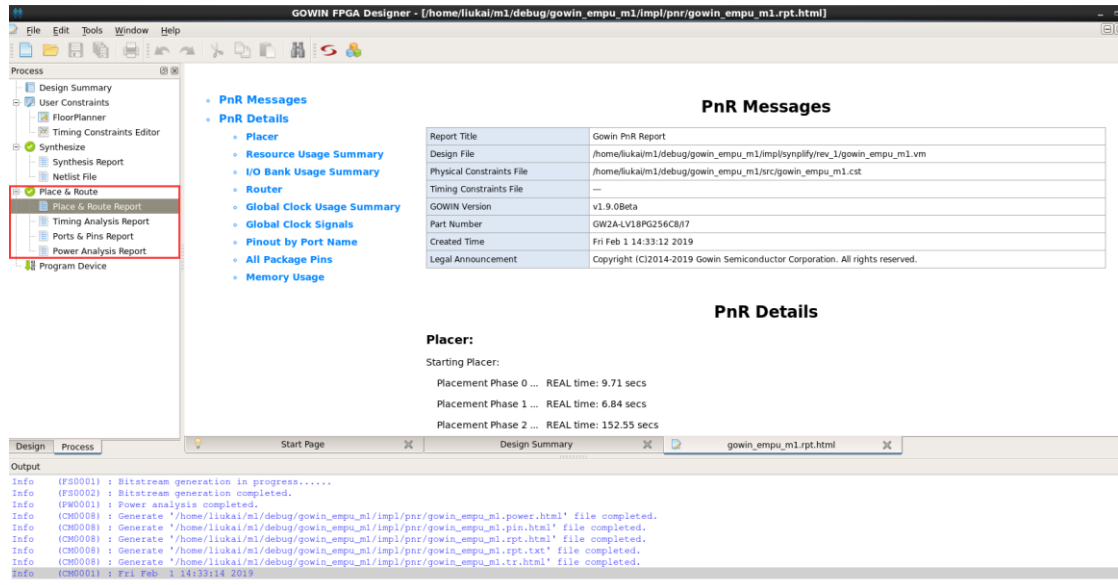 GOWIN FPGA Designer - [/home/liukai/m1/debug/gowin_empu_m1/impl/pnr/gowin_empu_m1.rpt.html]
File Edit Tools Window Help
Process
Design Summary
User Constraints
FloorPlanner
Timing Constraints Editor
Synthesize
Synthesis Report
Netlist File
Place & Route
Place & Route Report
Timing Analysis Report
Ports & Pins Report
Power Analysis Report
Program Device
Design Process
PnR Messages
PnR Details
Placer
Resource Usage Summary
I/O Bank Usage Summary
Router
Global Clock Usage Summary
Global Clock Signals
Pinout by Port Name
All Package Pins
Memory Usage
PnR Messages
Report Title Gowin PnR Report
Design File /home/liukai/m1/debug/gowin_empu_m1/impl/synplify/rev_1/gowin_empu_m1.vm
Physical Constraints File /home/liukai/m1/debug/gowin_empu_m1/src/gowin_empu_m1.cst
Timing Constraints File ---
GOWIN Version v1.9.0Beta
Part Number GW2A-LV18PG256C8/I7
Created Time Fri Feb 1 14:33:12 2019
Legal Announcement Copyright (C)2014-2019 Gowin Semiconductor Corporation. All rights reserved.
PnR Details
Placer:
Starting Placer:
Placement Phase 0 ... REAL time: 9.71 secs
Placement Phase 1 ... REAL time: 6.84 secs
Placement Phase 2 ... REAL time: 152.55 secs
Start Page Design Summary gowin_empu_m1.rpt.html
Output
Info (FS0001) : Bitstream generation in progress......
Info (FS0002) : Bitstream generation completed.
Info (PW0001) : Power analysis completed.
Info (CM0008) : Generate '/home/liukai/m1/debug/gowin_empu_m1/impl/pnr/gowin_empu_m1.power.html' file completed.
Info (CM0008) : Generate '/home/liukai/m1/debug/gowin_empu_m1/impl/pnr/gowin_empu_m1.pin.html' file completed.
Info (CM0008) : Generate '/home/liukai/m1/debug/gowin_empu_m1/impl/pnr/gowin_empu_m1.rpt.html' file completed.
Info (CM0008) : Generate '/home/liukai/m1/debug/gowin_empu_m1/impl/pnr/gowin_empu_m1.rpt.txt' file completed.
Info (CM0008) : Generate '/home/liukai/m1/debug/gowin_empu_m1/impl/pnr/gowin_empu_m1.tr.html' file completed.
Info (CM0001) : Fri Feb 1 14:33:14 2019